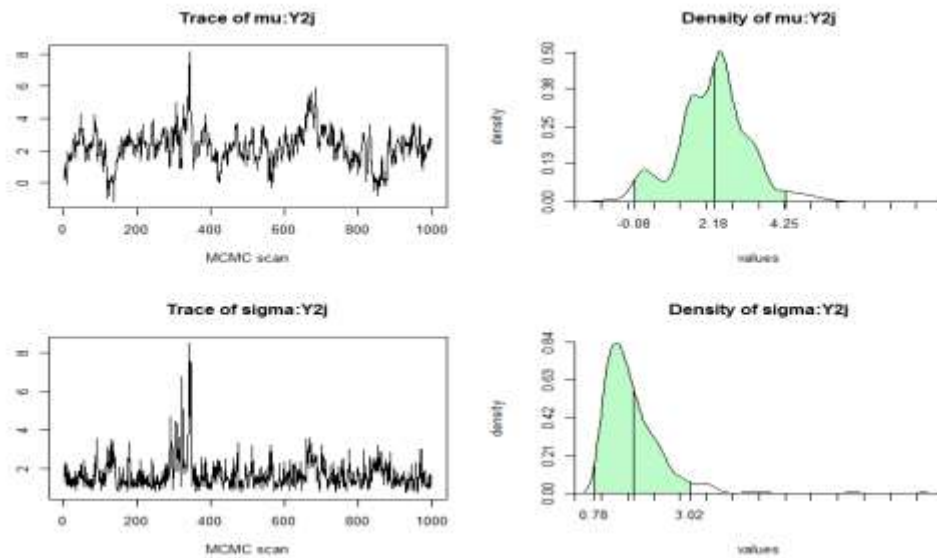 Trace of mu:Y2j
8
6
4
2
0
0 200 400 600 800 1000
MCMC scan
Density of mu:Y2j
density
0.50
0.38
0.25
0.13
0.00
-0.08 2.18 4.25
values
Trace of sigma:Y2j
8
6
4
2
0 200 400 600 800 1000
MCMC scan
Density of sigma:Y2j
density
0.84
0.63
0.42
0.21
0.00
0.78 3.02
values